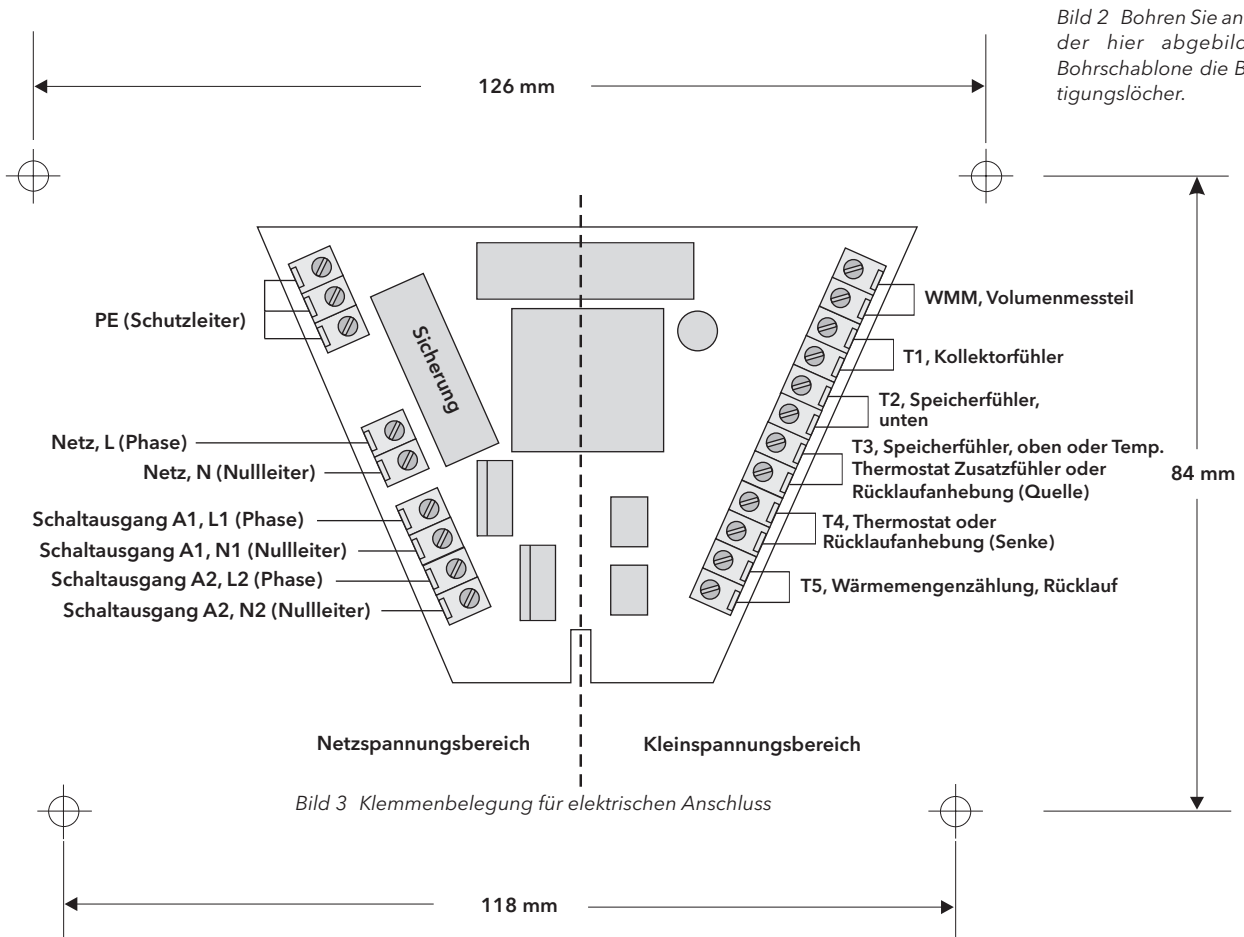 Bild 2 Bohren Sie an
der hier abgebild
Bohrschablone die B
tigungslöcher.
126 mm
PE (Schutzleiter)
Sicherung
WMM, Volumenmessteil
T1, Kollektorfühler
T2, Speicherfühler,
unten
Netz, L (Phase)
Netz, N (Nullleiter)
T3, Speicherfühler, oben oder Temp.
Thermostat Zusatzfühler oder
Rücklaufanhebung (Quelle)
84 mm
Schaltausgang A1, L1 (Phase)
Schaltausgang A1, N1 (Nullleiter)
Schaltausgang A2, L2 (Phase)
Schaltausgang A2, N2 (Nullleiter)
T4, Thermostat oder
Rücklaufanhebung (Senke)
T5, Wärmemengenzählung, Rücklauf
Netzspannungsbereich
Kleinspannungsbereich
Bild 3 Klemmenbelegung für elektrischen Anschluss
118 mm